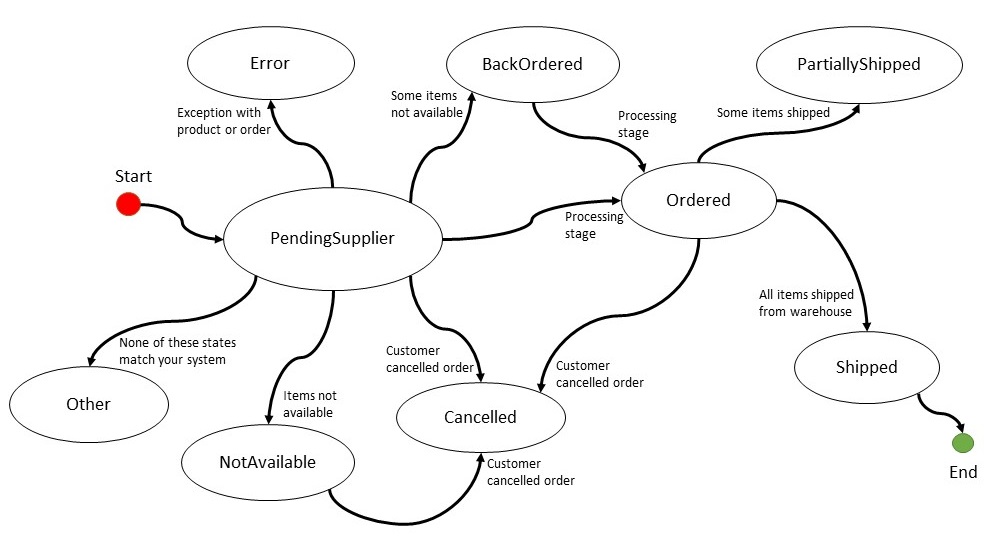 Error
BackOrdered
PartiallyShipped
Exception with
product or order
Some items
not available
Processing
stage
Some items shipped
Start
PendingSupplier
Ordered
Processing
stage
All items shipped
from warehouse
None of these states
match your system
Customer
cancelled order
Customer
cancelled order
Shipped
Other
Items not
available
Cancelled
NotAvailable
Customer
cancelled order
End